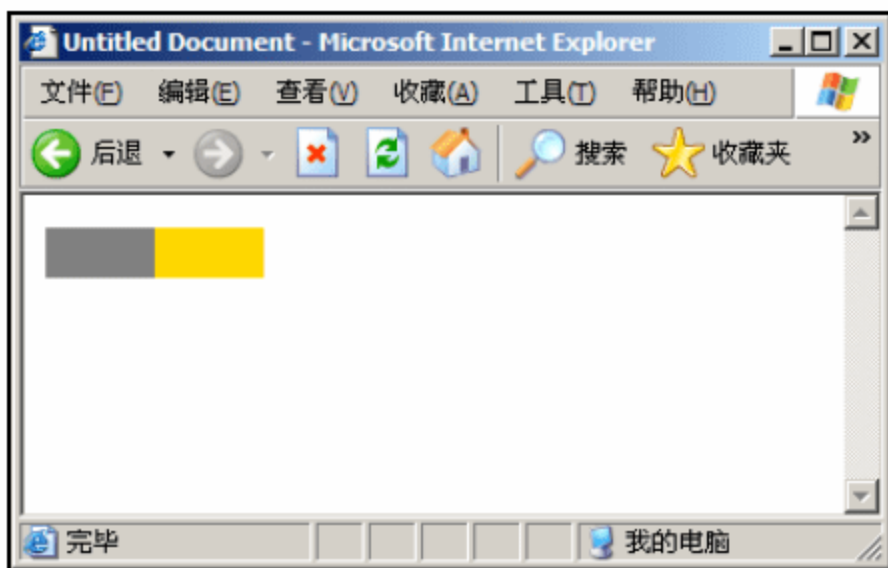 Untitled Document - Microsoft Internet Explorer
文件(F) 编辑(E) 查看(V) 收藏(A) 工具(T) 帮助(H)
后退 搜索 收藏夹 »
完毕 我的电脑